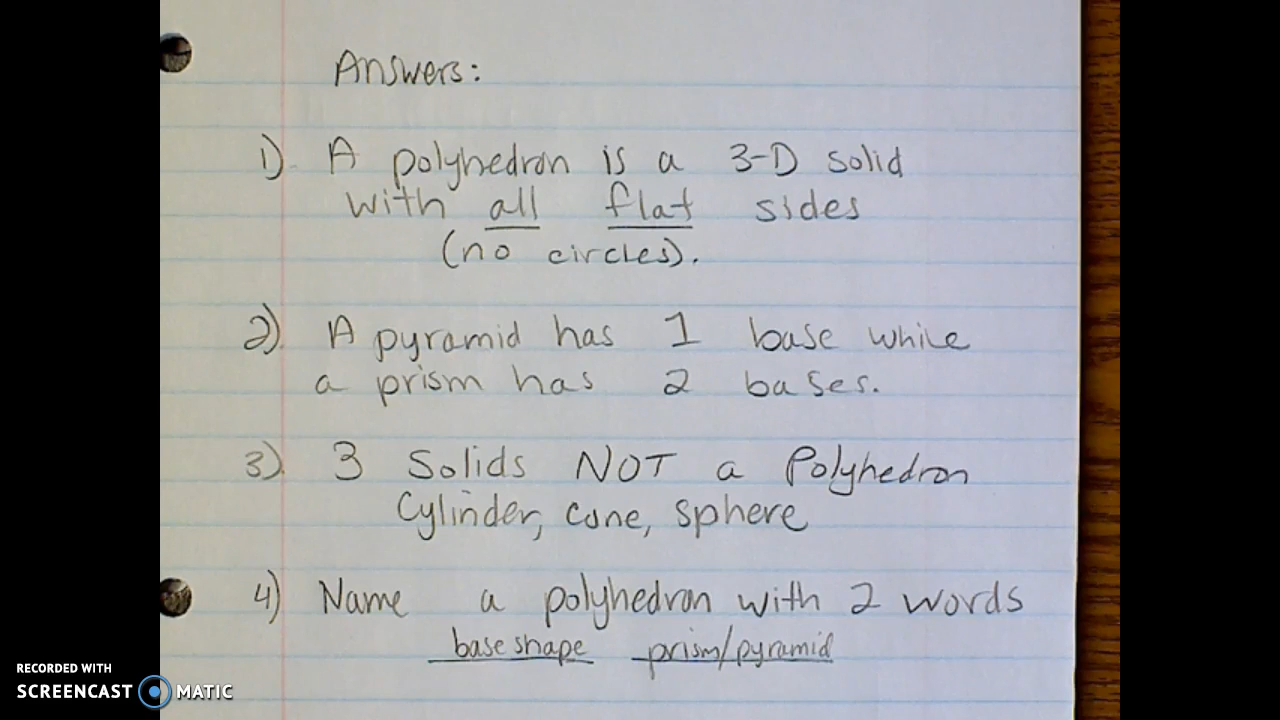 Answers:
1) A polyhedron is a 3-D solid
with all flat sides
(no circles).
2) A pyramid has 1 base while
a prism has 2 bases.
3) 3 Solids NOT a Polyhedron
Cylinder, cone, sphere
4) Name a polyhedron with 2 words
base shape prism/pyramid
RECORDED WITH
SCREENCAST MATIC